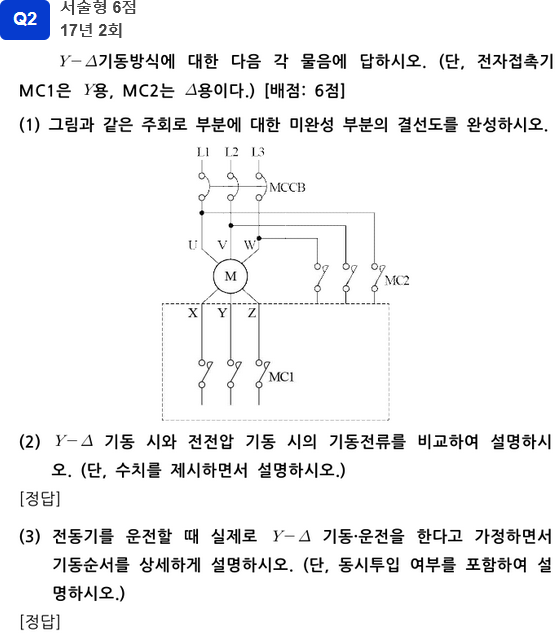 Q2
서술형 6점
17년 2회
Y−Δ기동방식에 대한 다음 각 물음에 답하시오. (단, 전자접촉기
MC1은 Y용, MC2는 Δ용이다.) [배점: 6점]
(1) 그림과 같은 주회로 부분에 대한 미완성 부분의 결선도를 완성하시오.
L1 L2 L3
MCCB
U V W
M
MC2
X Y Z
MC1
(2) Y−Δ 기동 시와 전전압 기동 시의 기동전류를 비교하여 설명하시
오. (단, 수치를 제시하면서 설명하시오.)
[정답]
(3) 전동기를 운전할 때 실제로 Y−Δ 기동·운전을 한다고 가정하면서
기동순서를 상세하게 설명하시오. (단, 동시투입 여부를 포함하여 설
명하시오.)
[정답]